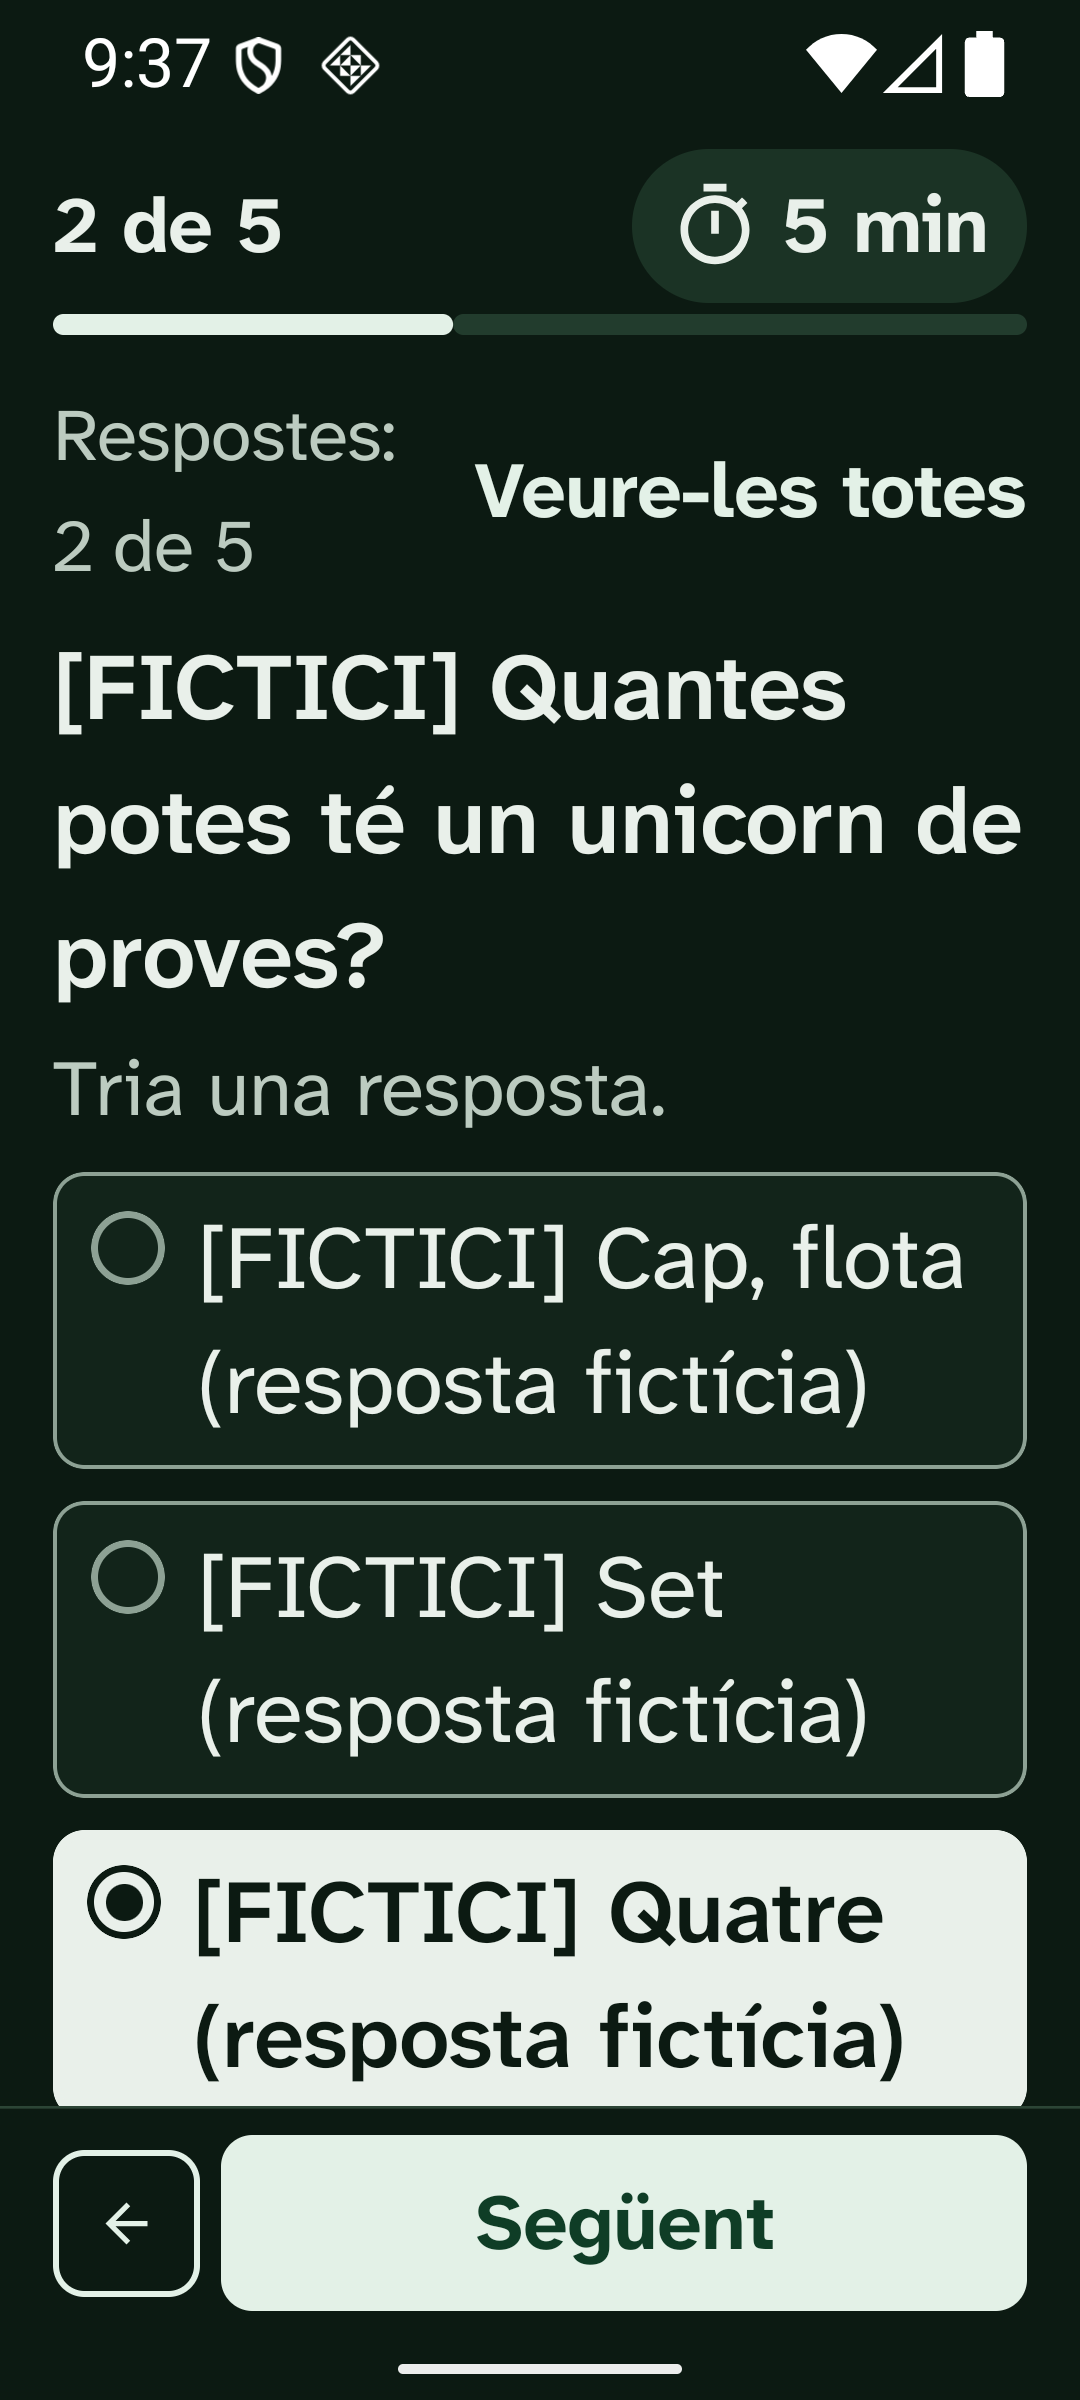 9:37
2 de 5
5 min
Respostes:
2 de 5
Veure-les totes
[FICTICI] Quantes
potes té un unicorn de
proves?
Tria una resposta.
[FICTICI] Cap, flota
(resposta fictícia)
[FICTICI] Set
(resposta fictícia)
[FICTICI] Quatre
(resposta fictícia)
Següent